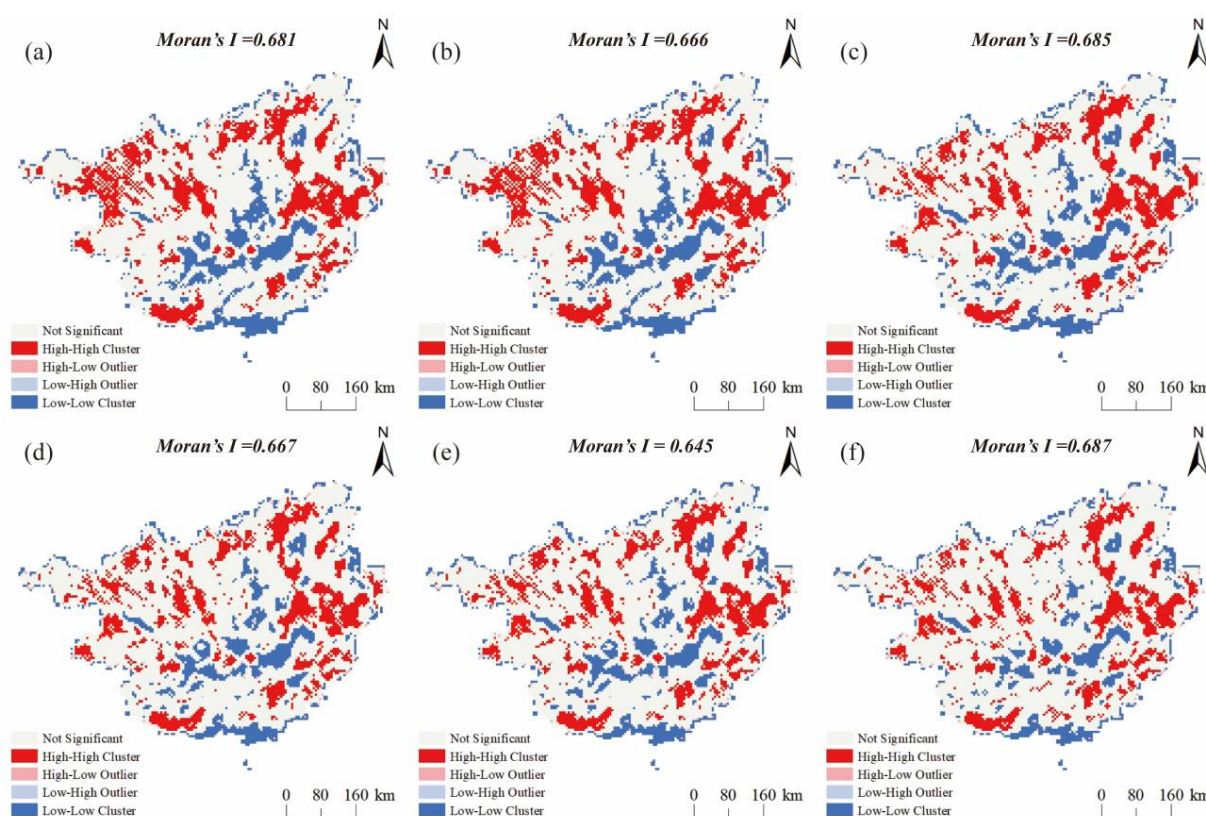 (a)
Moran's I =0.681
N
Not Significant
High-High Cluster
High-Low Outlier
Low-High Outlier
Low-Low Cluster
0 80 160 km
(b)
Moran's I =0.666
N
Not Significant
High-High Cluster
High-Low Outlier
Low-High Outlier
Low-Low Cluster
0 80 160 km
(c)
Moran's I =0.685
N
Not Significant
High-High Cluster
High-Low Outlier
Low-High Outlier
Low-Low Cluster
0 80 160 km
(d)
Moran's I =0.667
N
Not Significant
High-High Cluster
High-Low Outlier
Low-High Outlier
Low-Low Cluster
0 80 160 km
(e)
Moran's I = 0.645
N
Not Significant
High-High Cluster
High-Low Outlier
Low-High Outlier
Low-Low Cluster
0 80 160 km
(f)
Moran's I =0.687
N
Not Significant
High-High Cluster
High-Low Outlier
Low-High Outlier
Low-Low Cluster
0 80 160 km